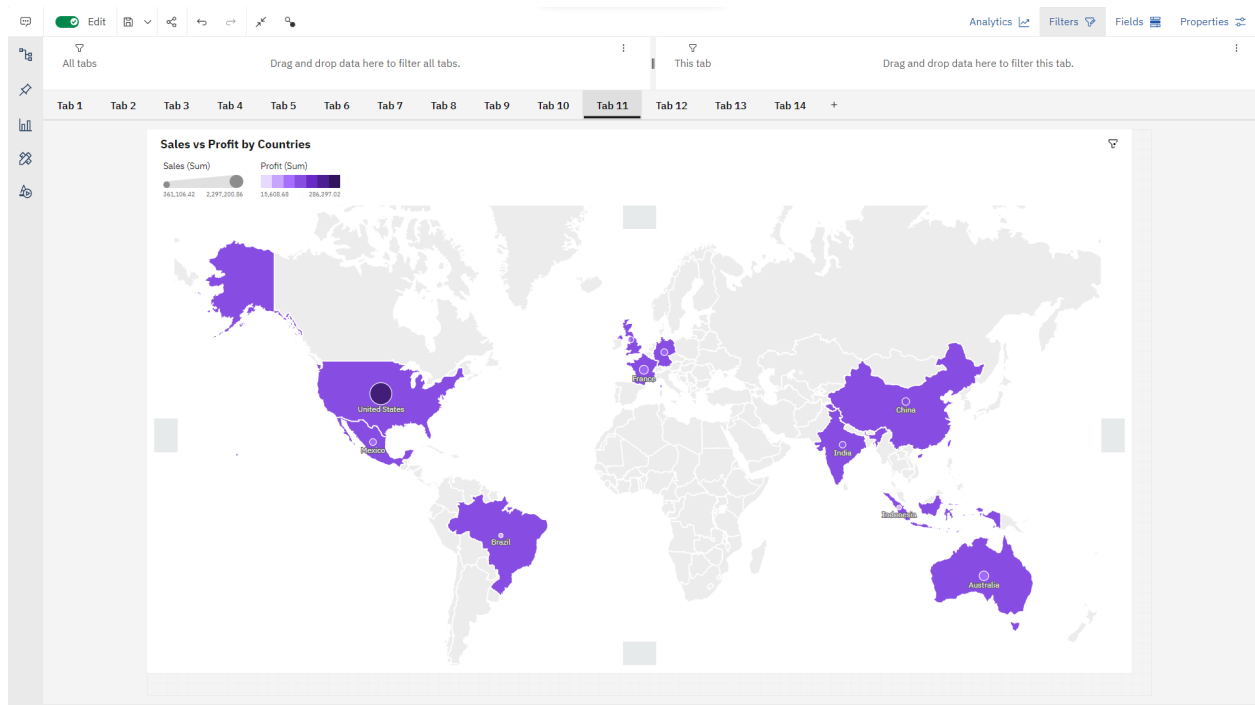 Edit
Analytics
Filters
Fields
Properties
All tabs
Drag and drop data here to filter all tabs.
This tab
Drag and drop data here to filter this tab.
Tab 1 Tab 2 Tab 3 Tab 4 Tab 5 Tab 6 Tab 7 Tab 8 Tab 9 Tab 10 Tab 11 Tab 12 Tab 13 Tab 14 +
Sales vs Profit by Countries
Sales (Sum) Profit (Sum)
361,106.42 2,297,200.86 15,608.68 286,397.02
France
United States
China
Mexico
India
Indonesia
Brazil
Australia